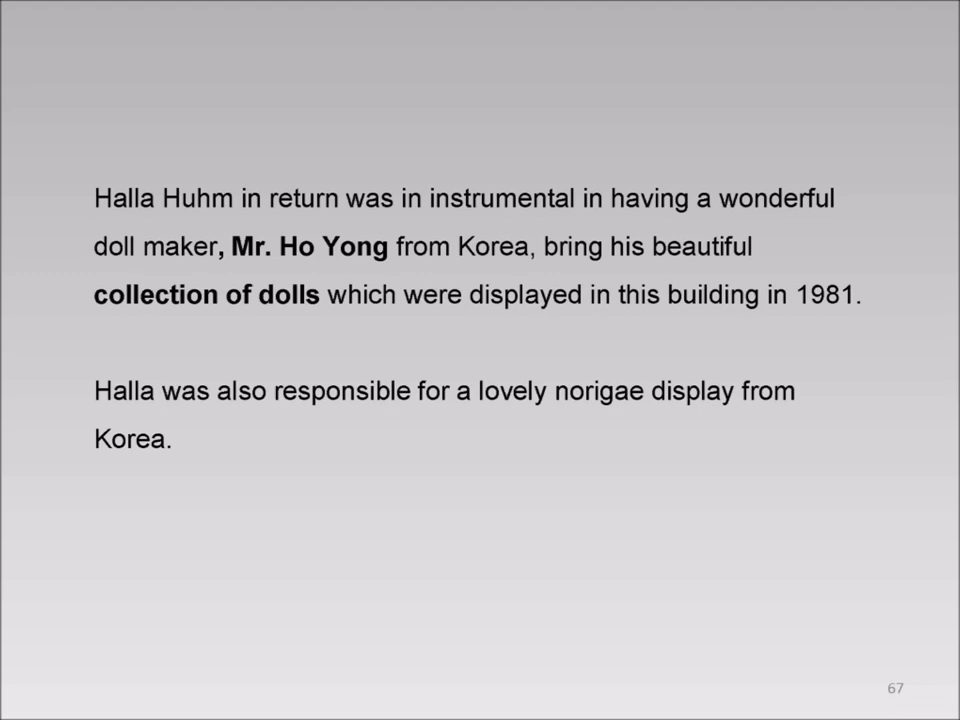 Halla Huhm in return was in instrumental in having a wonderful
doll maker, Mr. Ho Yong from Korea, bring his beautiful
collection of dolls which were displayed in this building in 1981.
Halla was also responsible for a lovely norigae display from
Korea.
67